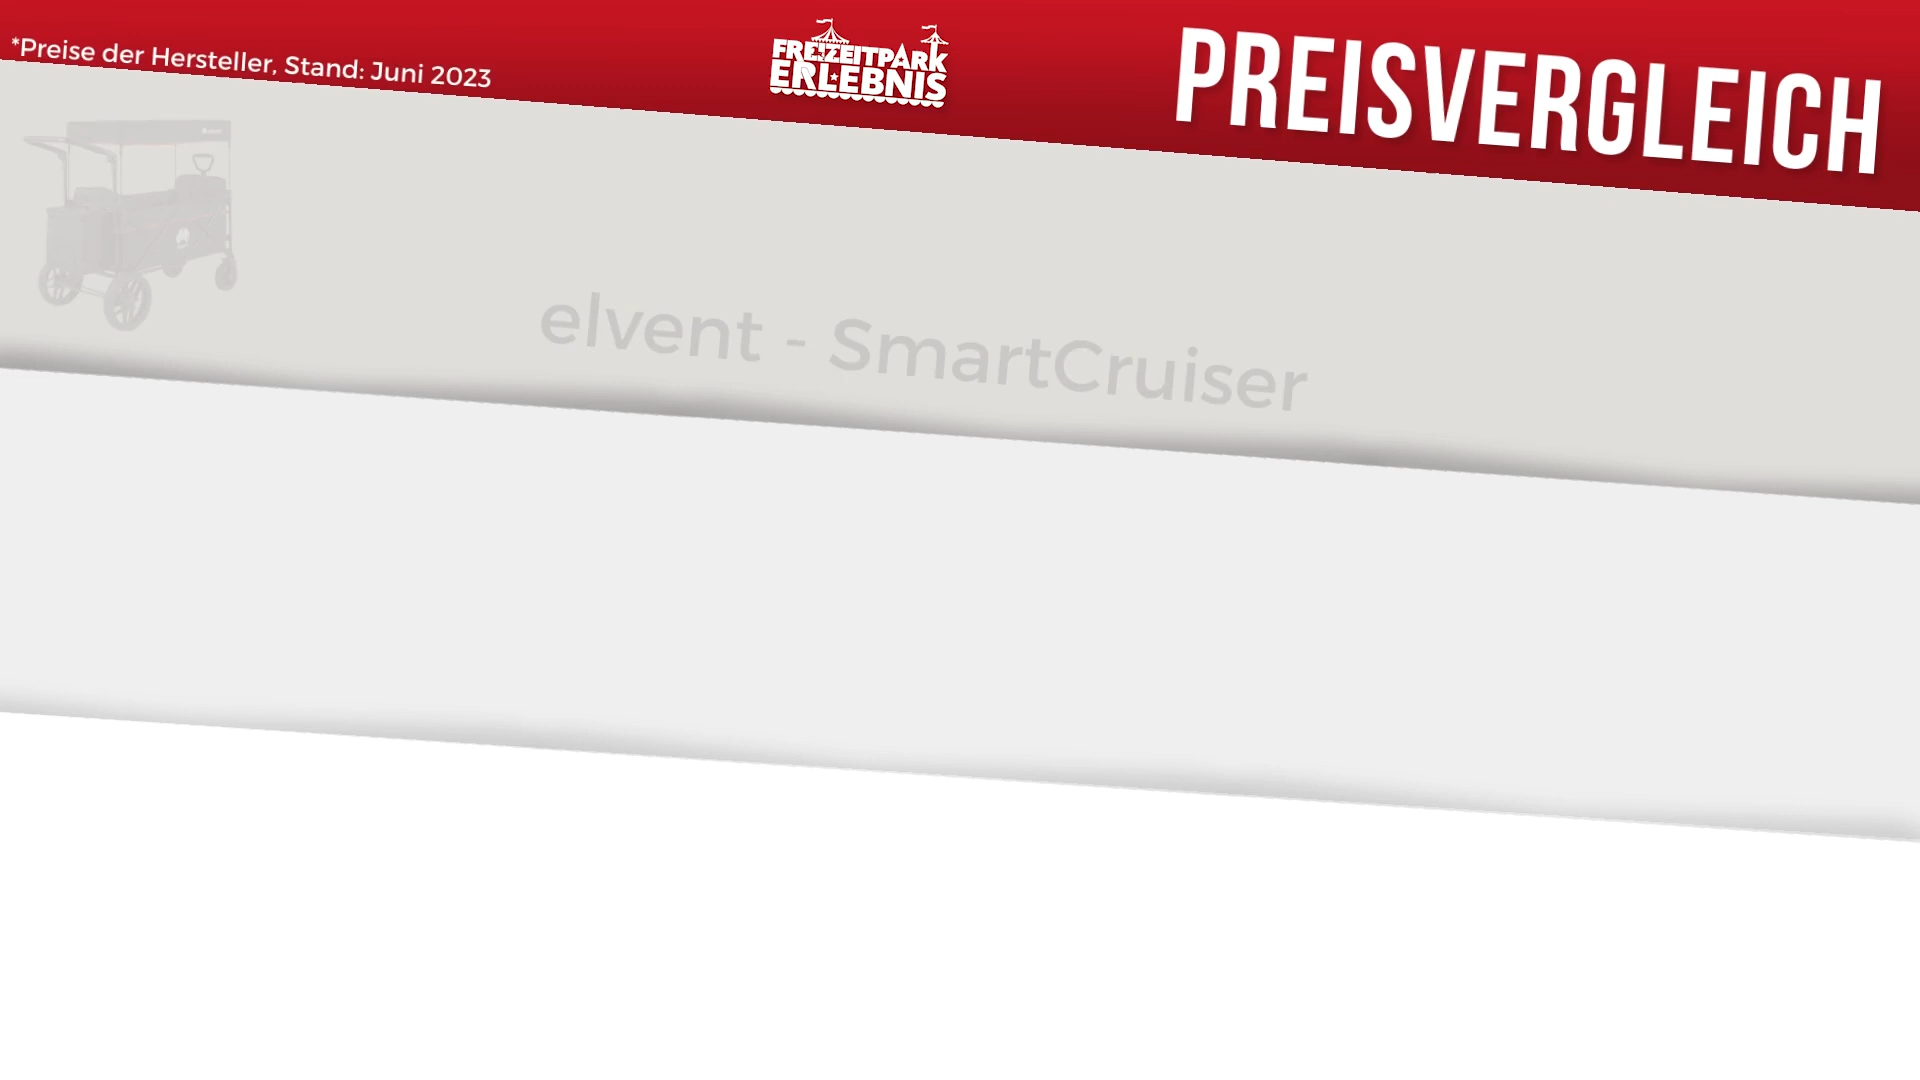 *Preise der Hersteller, Stand: Juni 2023
FREIZEITPARK
ERLEBNIS
PREISVERGLEICH
elvent - SmartCruiser